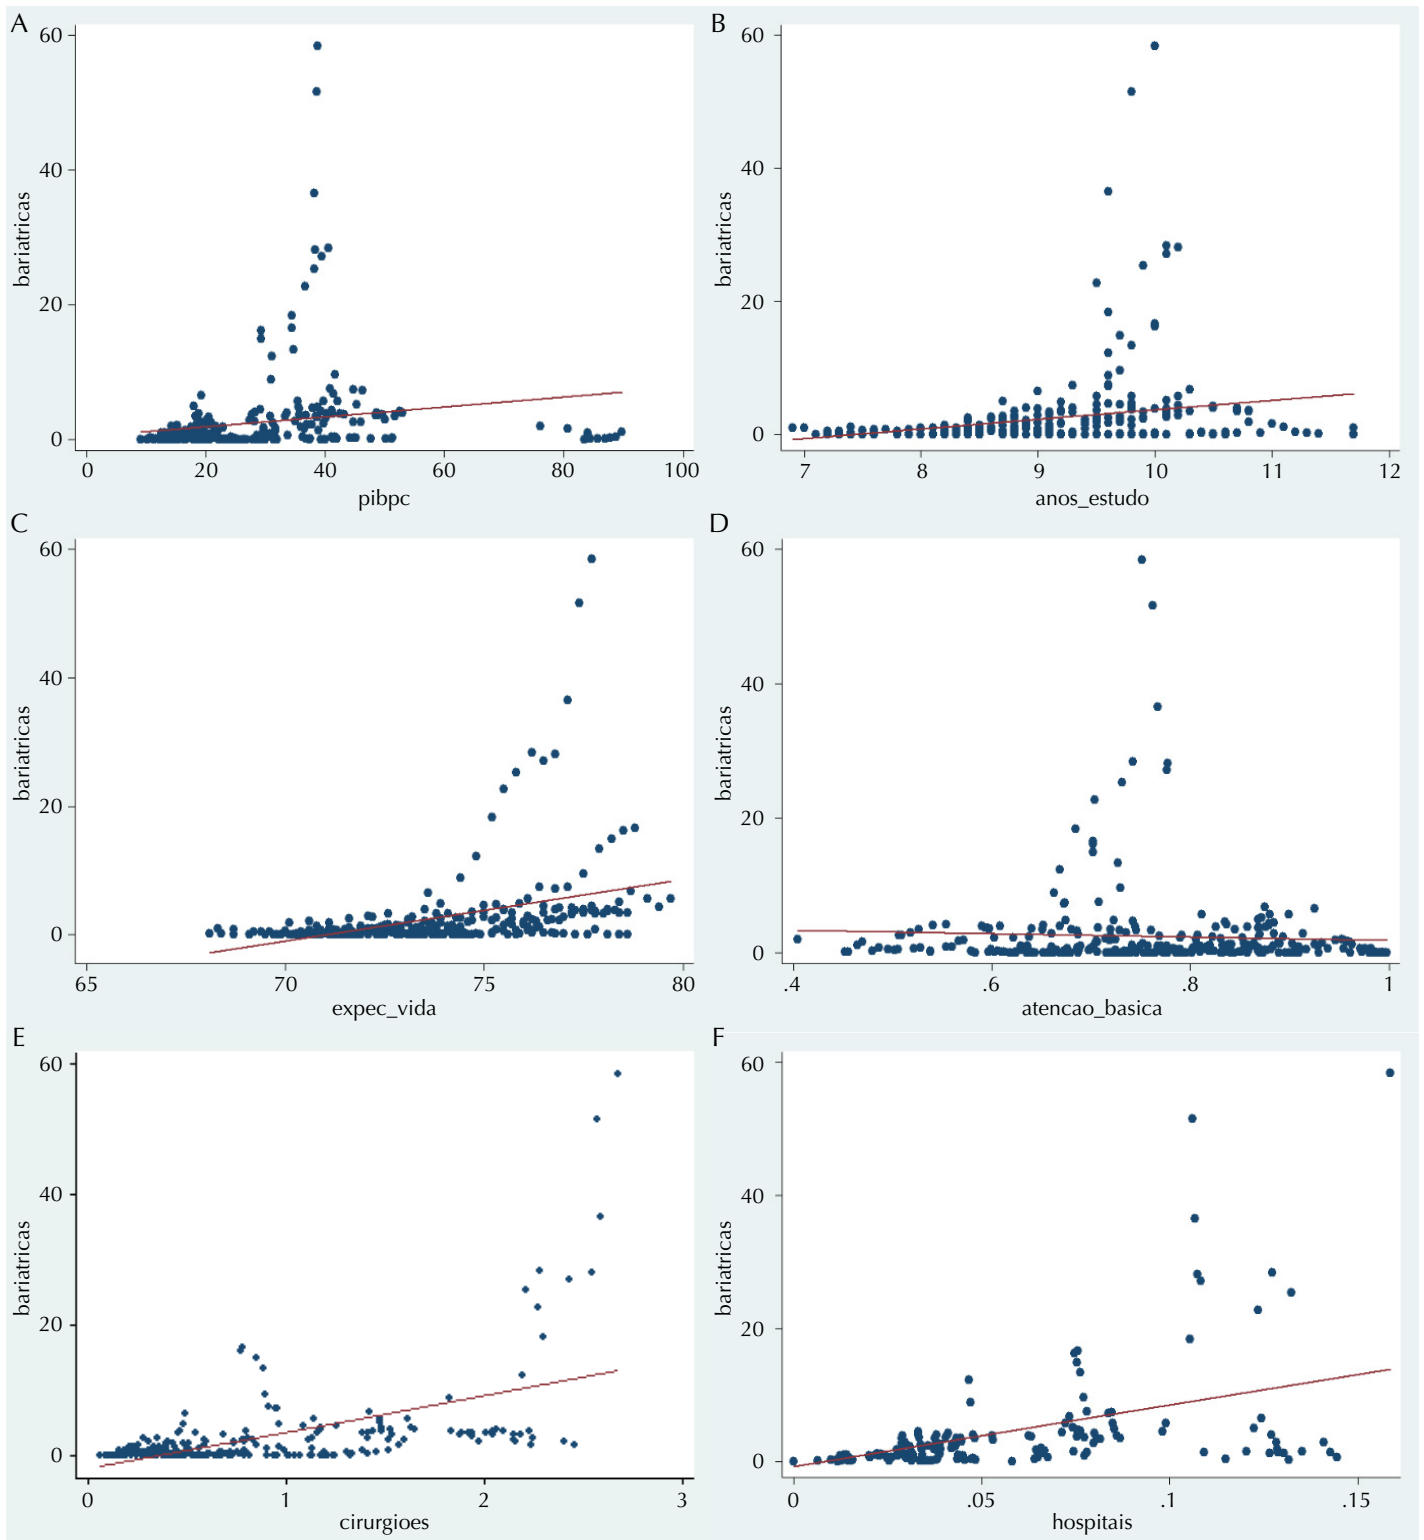 A
60
40
20
0
bariatricas
0 20 40 60 80 100
pibpc
B
60
40
20
0
bariatricas
7 8 9 10 11 12
anos_estudo
C
60
40
20
0
bariatricas
65 70 75 80
expec_vida
D
60
40
20
0
bariatricas
.4 .6 .8 1
atencao_basica
E
60
40
20
0
bariatricas
0 1 2 3
cirurgioes
F
60
40
20
0
bariatricas
0 .05 .1 .15
hospitais